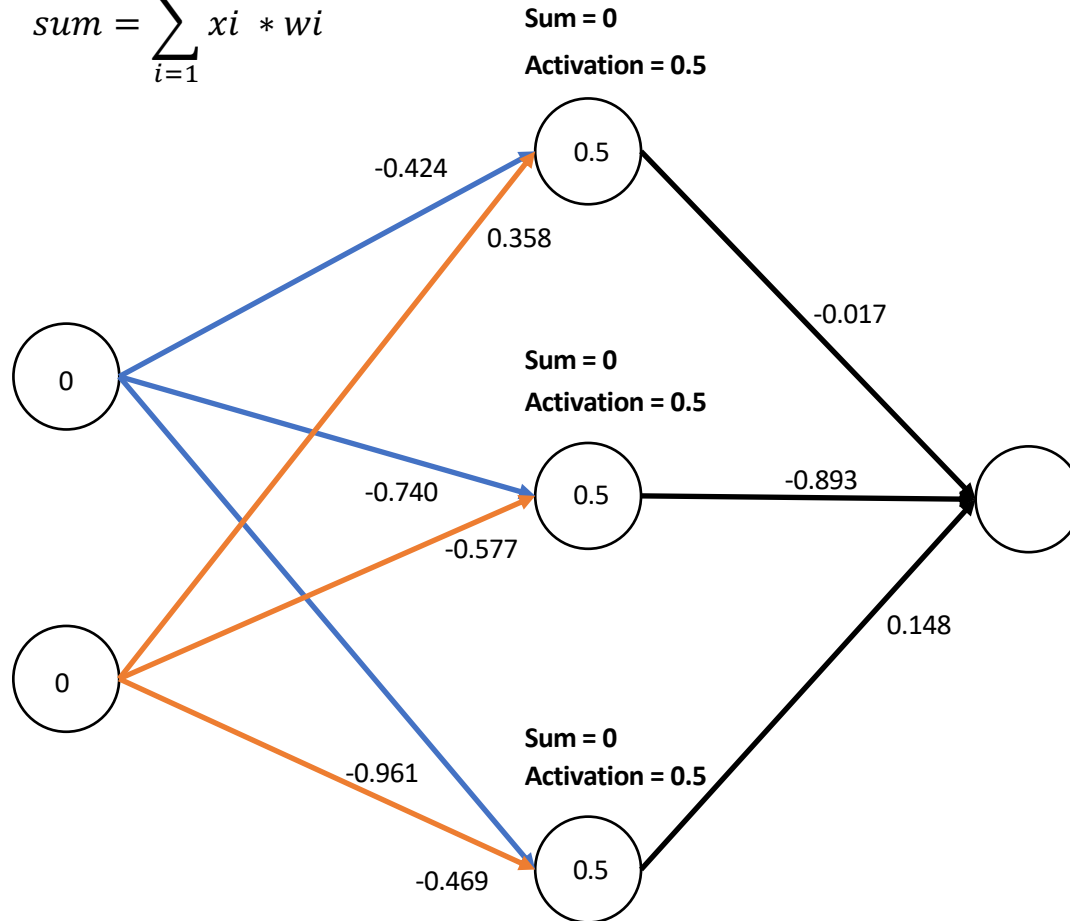 sum = ∑ xi * wi
i=1
Sum = 0
Activation = 0.5
0.5
-0.424
0.358
-0.017
0
Sum = 0
Activation = 0.5
-0.740
0.5
-0.893
-0.577
0.148
0
Sum = 0
Activation = 0.5
-0.961
0.5
-0.469